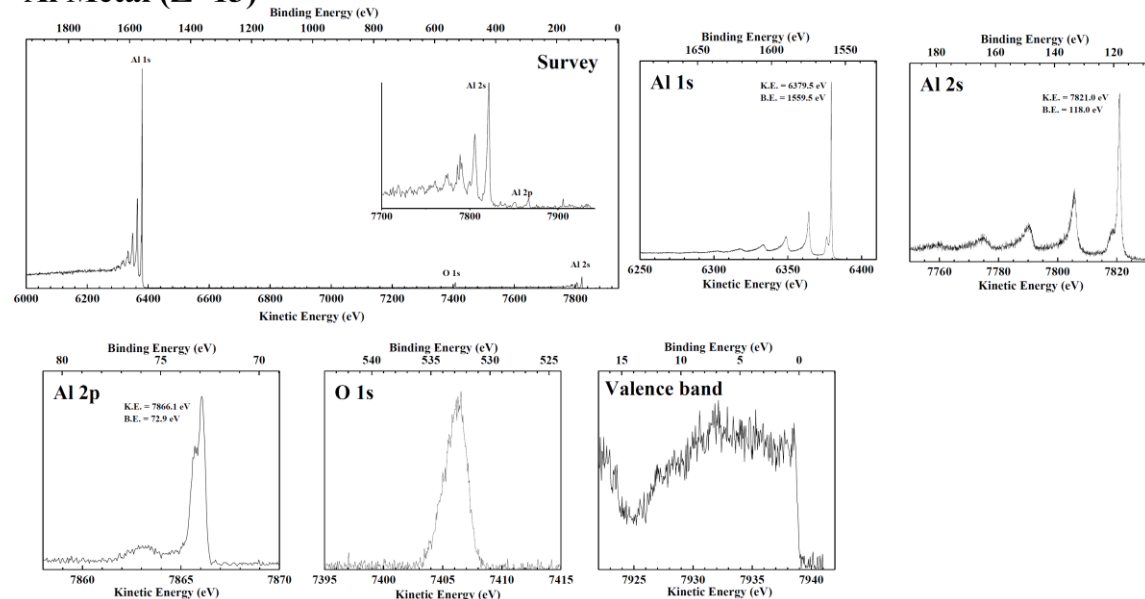 Al Metal (Z=13)
Binding Energy (eV)
1800 1600 1400 1200 1000 800 600 400 200 0
Al 1s
Survey
Al 2s
Al 2p
7700 7800 7900
O 1s
Al 2s
6000 6200 6400 6600 6800 7000 7200 7400 7600 7800
Kinetic Energy (eV)
Binding Energy (eV)
1650 1600 1550
Al 1s
K.E. = 6379.5 eV
B.E. = 1559.5 eV
6250 6300 6350 6400
Kinetic Energy (eV)
Binding Energy (eV)
180 160 140 120
Al 2s
K.E. = 7821.0 eV
B.E. = 118.0 eV
7760 7780 7800 7820
Kinetic Energy (eV)
Binding Energy (eV)
80 75 70
Al 2p
K.E. = 7866.1 eV
B.E. = 72.9 eV
7860 7865 7870
Kinetic Energy (eV)
Binding Energy (eV)
540 535 530 525
O 1s
7395 7400 7405 7410 7415
Kinetic Energy (eV)
Binding Energy (eV)
15 10 5 0
Valence band
7925 7930 7935 7940
Kinetic Energy (eV)